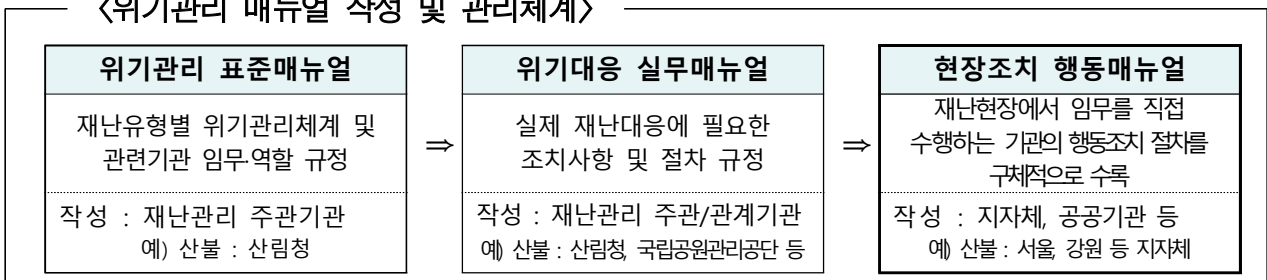 〈위기관리 매뉴얼 작성 및 관리체계〉
위기관리 표준매뉴얼
재난유형별 위기관리체계 및
관련기관 임무·역할 규정
작성 : 재난관리 주관기관
예) 산불 : 산림청
⇒
위기대응 실무매뉴얼
실제 재난대응에 필요한
조치사항 및 절차 규정
작성 : 재난관리 주관/관계기관
예) 산불 : 산림청, 국립공원관리공단 등
⇒
현장조치 행동매뉴얼
재난현장에서 임무를 직접
수행하는 기관의 행동조치 절차를
구체적으로 수록
작성 : 지자체, 공공기관 등
예) 산불 : 서울, 강원 등 지자체